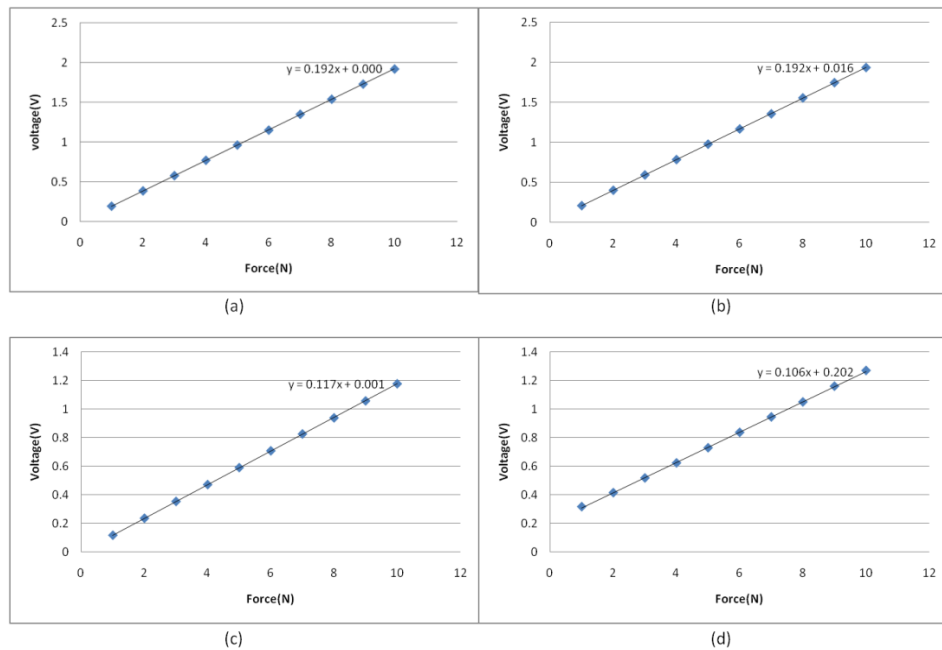 2.5
2
1.5
1
0.5
0
voltage(V)
y = 0.192x + 0.000
0 2 4 6 8 10 12
Force(N)
(a)
2.5
2
1.5
1
0.5
0
Voltage(V)
y = 0.192x + 0.016
0 2 4 6 8 10 12
Force(N)
(b)
1.4
1.2
1
0.8
0.6
0.4
0.2
0
Voltage(V)
y = 0.117x + 0.001
0 2 4 6 8 10 12
Force(N)
(c)
1.4
1.2
1
0.8
0.6
0.4
0.2
0
Voltage(V)
y = 0.106x + 0.202
0 2 4 6 8 10 12
Force(N)
(d)